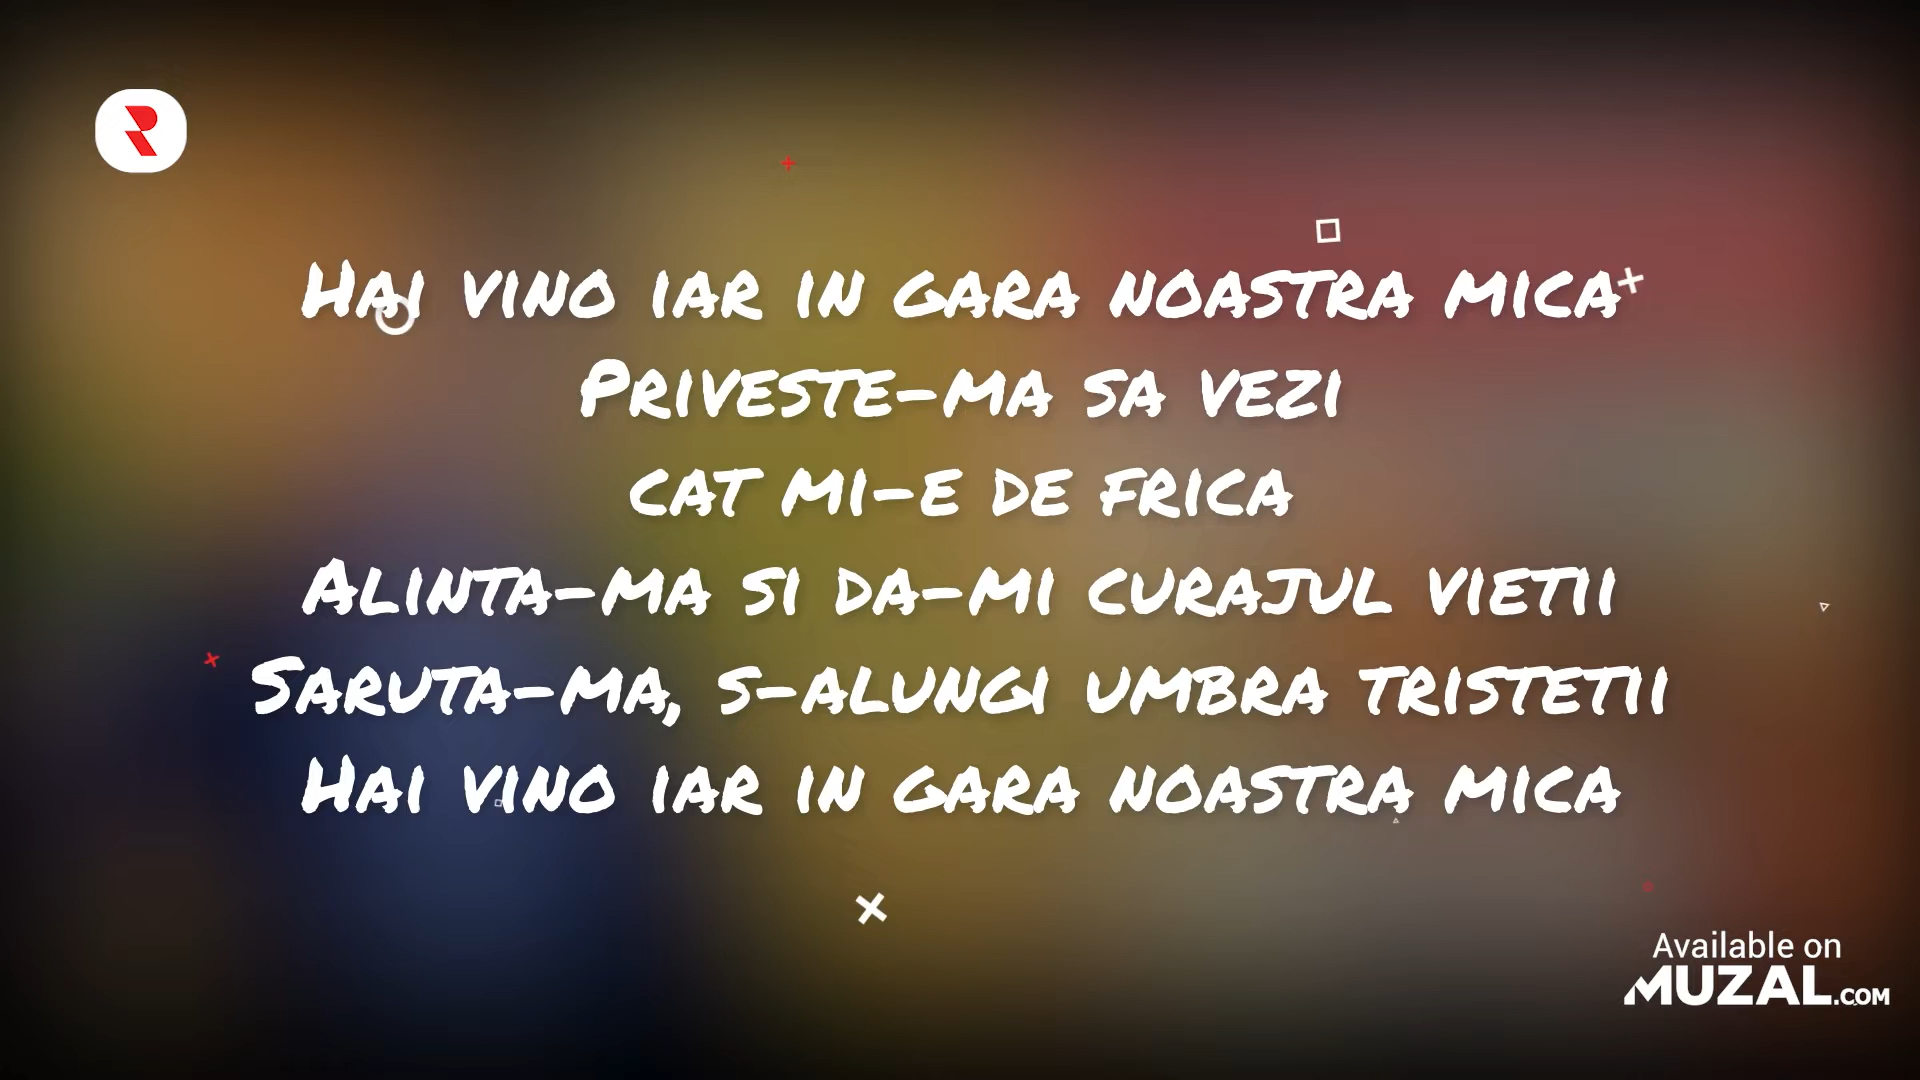 Hai vino iar in gara noastra mica
Priveste-ma sa vezi
cat mi-e de frica
Alinta-ma si da-mi curajul vietii
Saruta-ma, s-alungi umbra tristetii
Hai vino iar in gara noastra mica
Available on
MUZAL.COM